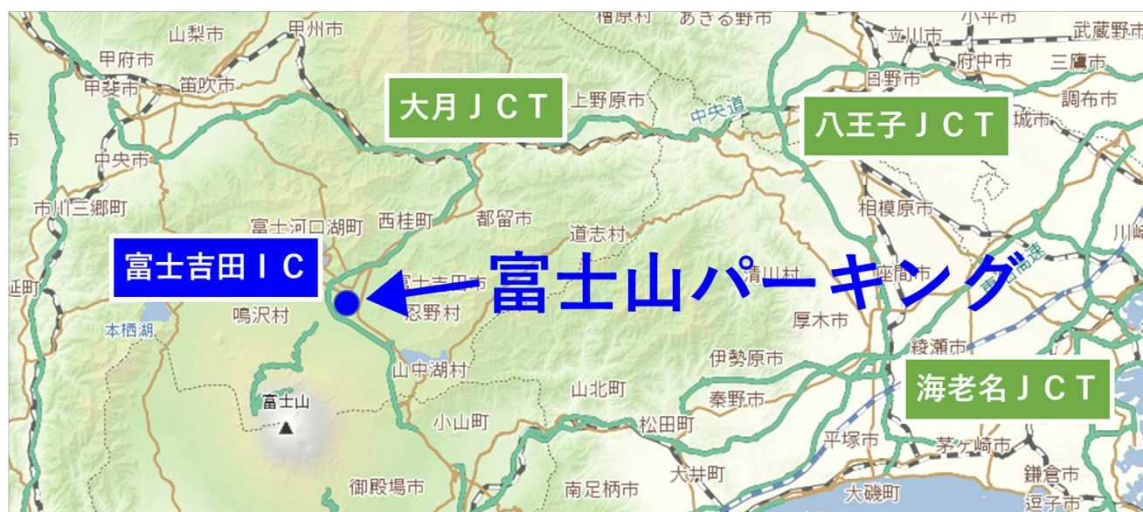 檜原村
あきる野市
小平市
山梨市
甲州市
立川市
武蔵野市
甲府市
府中市
三鷹市
甲斐市
笛吹市
日野市
大月ＪＣＴ
上野原市
中央道
八王子ＪＣＴ
調布市
中央市
市川三郷町
相模原市
西桂町
都留市
富士河口湖町
道志村
富士吉田ＩＣ
富士山パーキング
清川村
座間市
富士吉田市
鳴沢村
忍野村
本栖湖
厚木市
綾瀬市
伊勢原市
山中湖村
山北町
海老名ＪＣＴ
秦野市
富士山
小山町
松田町
平塚市
茅ヶ崎市
大井町
鎌倉市
御殿場市
南足柄市
大磯町
逗子市